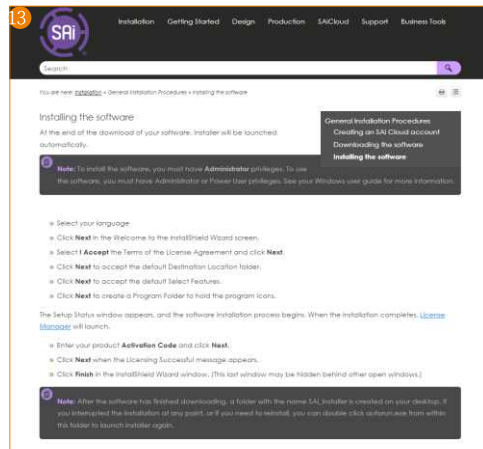 13
SAi
Installation Getting Started Design Production SAiCloud Support Business Tools
Search
You are here: Installation » General Installation Procedures » Installing the software
Installing the software
At the end of the download of your software, Installer will be launched
automatically.
General Installation Procedures
Creating an SAi Cloud account
Downloading the software
Installing the software
Note: To install the software, you must have Administrator privileges. To use
the software, you must have Administrator or Power User privileges. See your Windows user guide for more information.
» Select your language
» Click Next in the Welcome to the InstallShield Wizard screen.
» Select I Accept the Terms of the License Agreement and click Next.
» Click Next to accept the default Destination Location folder.
» Click Next to accept the default Select Features.
» Click Next to create a Program Folder to hold the program icons.
The Setup Status window appears, and the software installation process begins. When the installation completes, License
Manager will launch.
» Enter your product Activation Code and click Next.
» Click Next when the Licensing Successful message appears.
» Click Finish in the InstallShield Wizard window. (This last window may be hidden behind other open windows.)
Note: After the software has finished downloading, a folder with the name SAi_Installer is created on your desktop. If
you interrupted the installation at any point, or if you need to reinstall, you can double click autorun.exe from within
this folder to launch installer again.